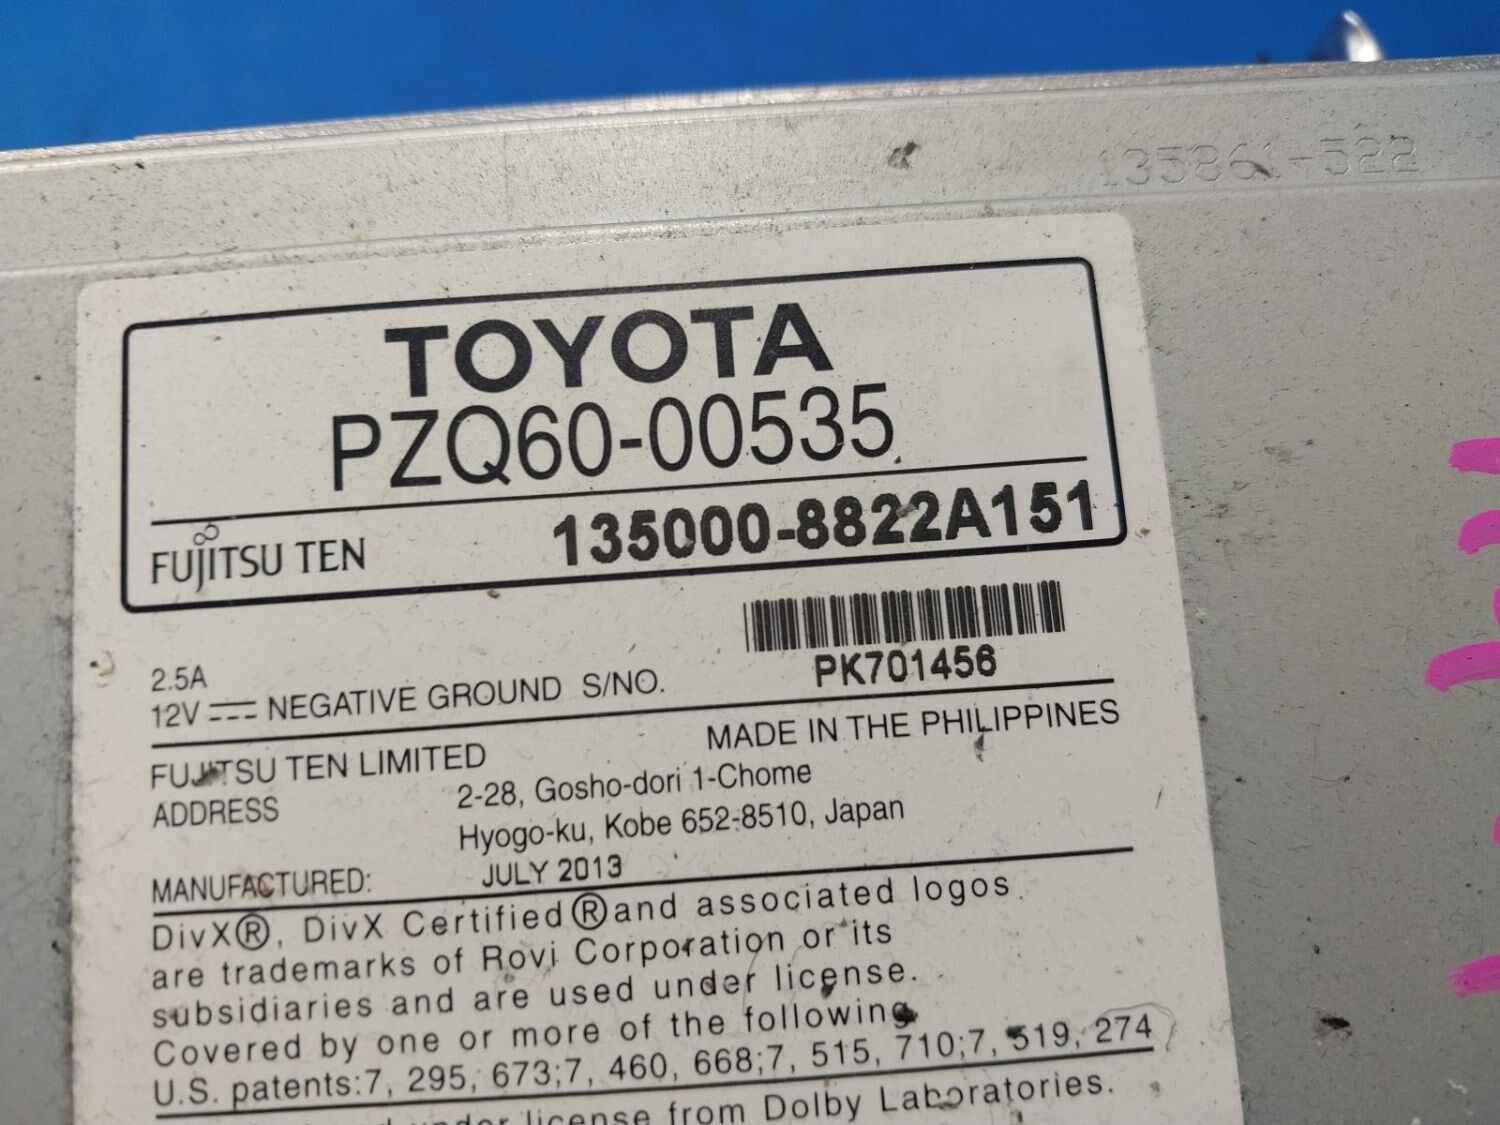 135861-522
TOYOTA
PZQ60-00535
FUJITSU TEN 135000-8822A151
2.5A
12V NEGATIVE GROUND S/NO. PK701456
FUJITSU TEN LIMITED MADE IN THE PHILIPPINES
ADDRESS 2-28, Gosho-dori 1-Chome
Hyogo-ku, Kobe 652-8510, Japan
MANUFACTURED: JULY 2013
DivX®, DivX Certified® and associated logos
are trademarks of Rovi Corporation or its
subsidiaries and are used under license.
Covered by one or more of the following
U.S. patents:7, 295, 673;7, 460, 668;7, 515, 710;7, 519, 274
under license from Dolby Laboratories.